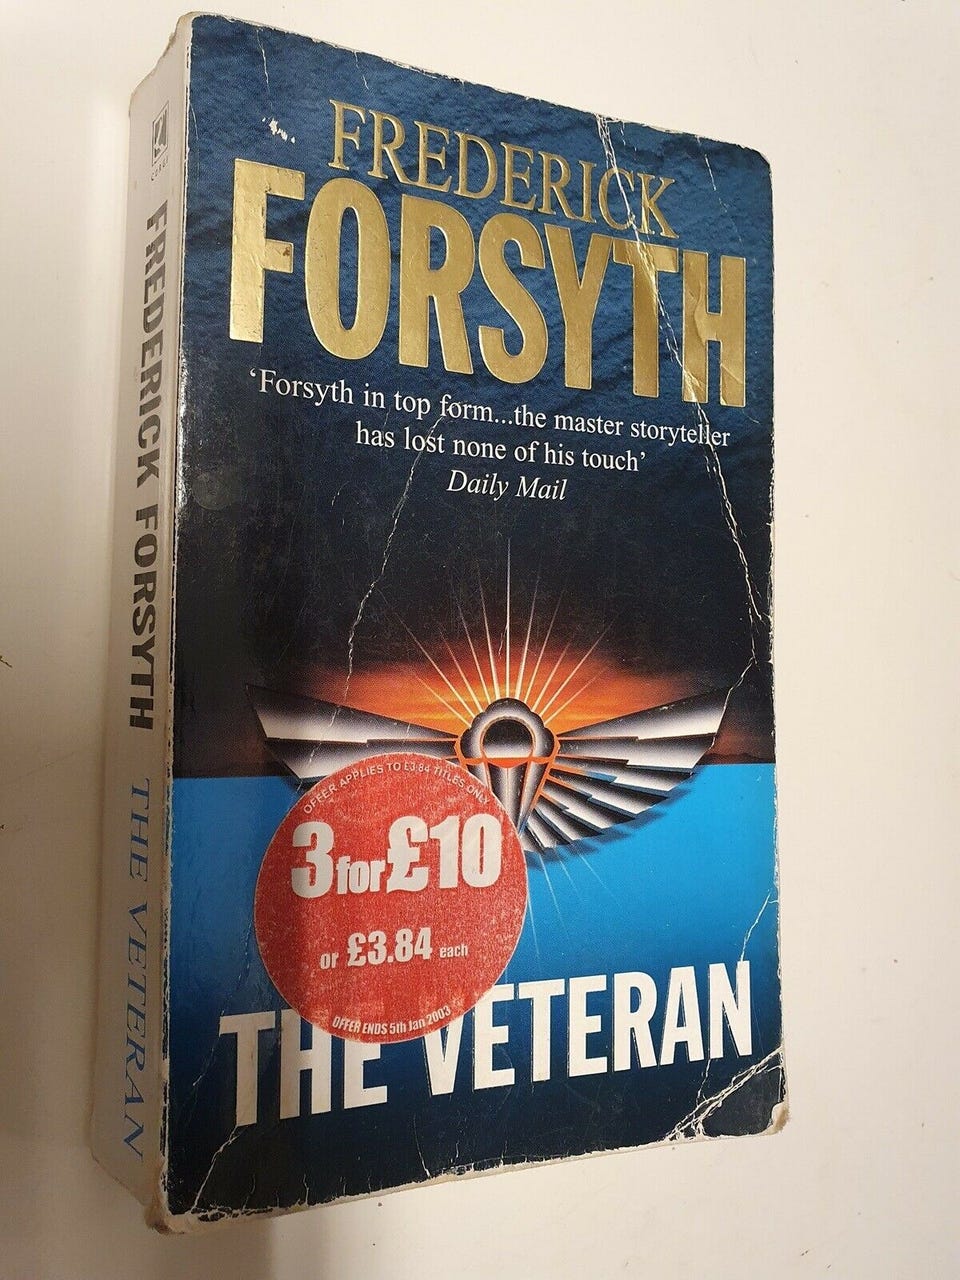 FREDERICK
FORSYTH
‘Forsyth in top form...the master storyteller
has lost none of his touch’
Daily Mail
OFFER APPLIES TO £3.84 TITLES ONLY
3 for £10
or £3.84 each
OFFER ENDS 5th Jan 2003
THE VETERAN
CORGI
FREDERICK FORSYTH
THE VETERAN